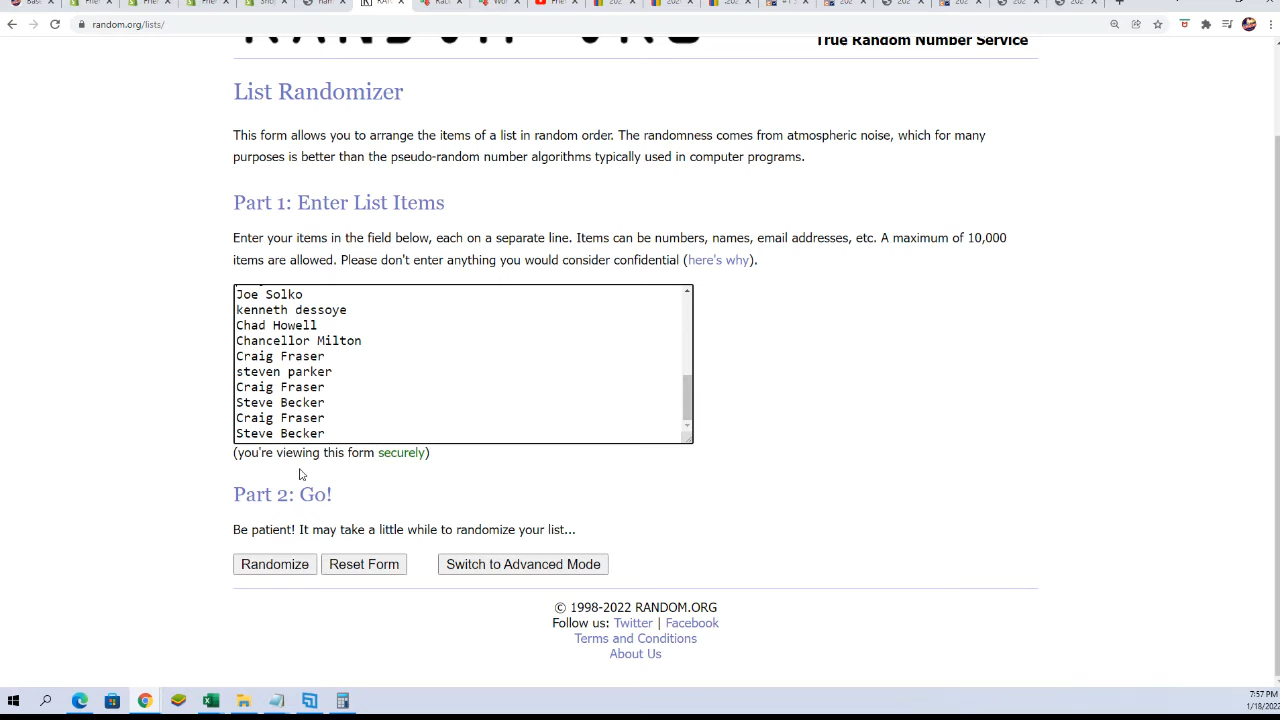 random.org/lists/
True Random Number Service
List Randomizer
This form allows you to arrange the items of a list in random order. The randomness comes from atmospheric noise, which for many
purposes is better than the pseudo-random number algorithms typically used in computer programs.
Part 1: Enter List Items
Enter your items in the field below, each on a separate line. Items can be numbers, names, email addresses, etc. A maximum of 10,000
items are allowed. Please don't enter anything you would consider confidential (here's why).
Joe Solko
kenneth dessoye
Chad Howell
Chancellor Milton
Craig Fraser
steven parker
Craig Fraser
Steve Becker
Craig Fraser
Steve Becker
(you're viewing this form securely)
Part 2: Go!
Be patient! It may take a little while to randomize your list...
Randomize Reset Form Switch to Advanced Mode
© 1998-2022 RANDOM.ORG
Follow us: Twitter | Facebook
Terms and Conditions
About Us
7:57 PM